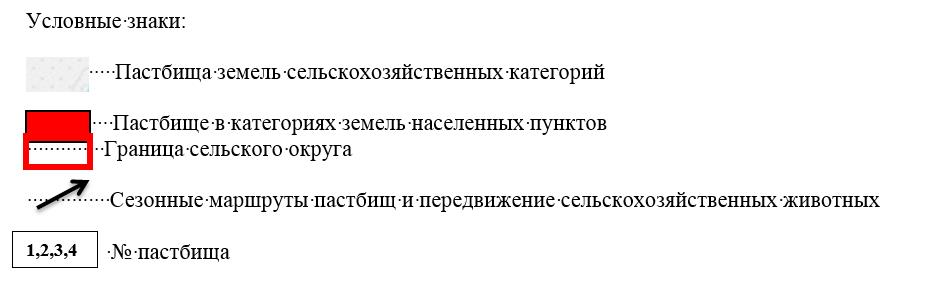 Условные знаки:
Пастбища земель сельскохозяйственных категорий
Пастбище в категориях земель населенных пунктов
Граница сельского округа
Сезонные маршруты пастбищ и передвижение сельскохозяйственных животных
1,2,3,4 № пастбища